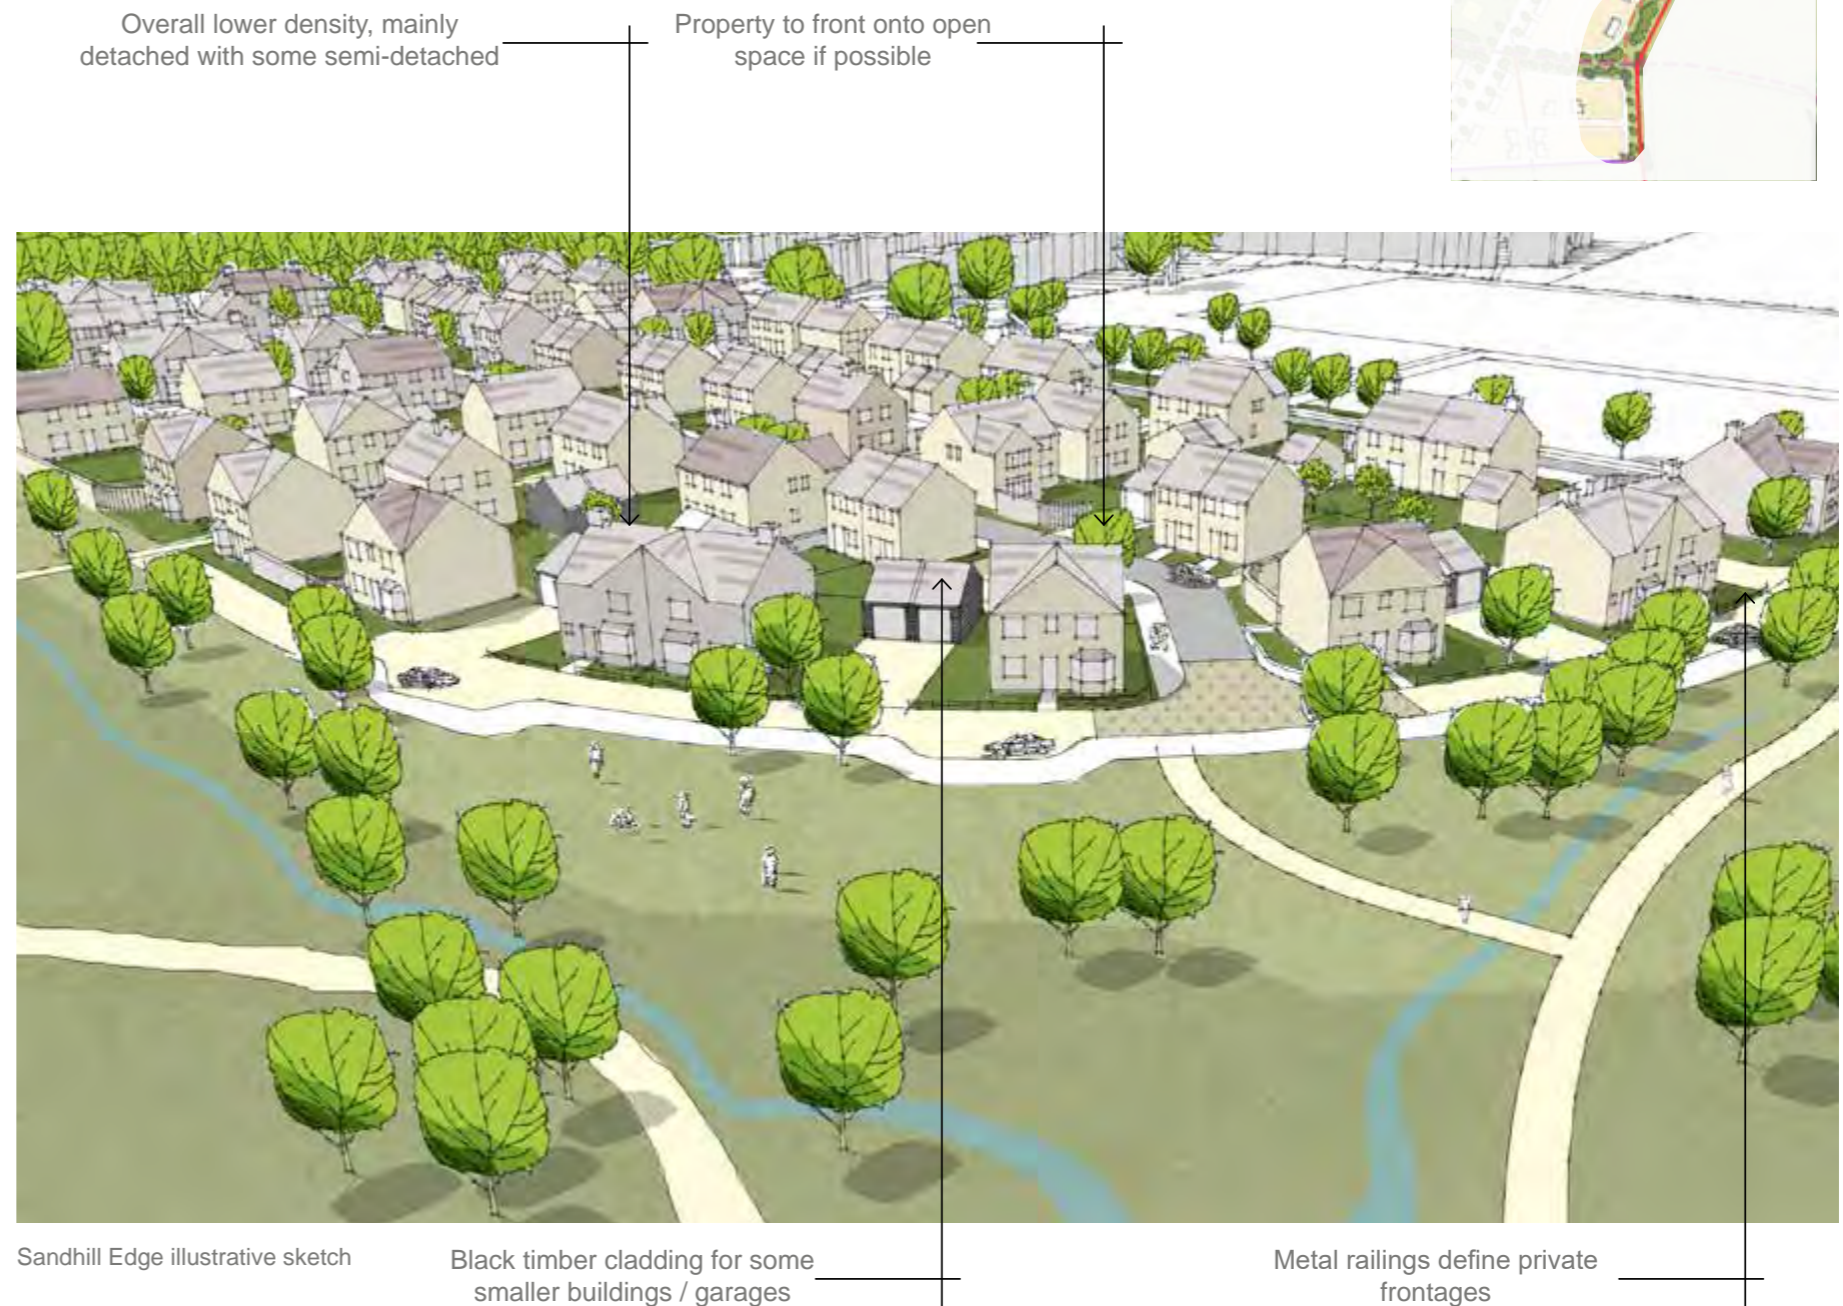 Overall lower density, mainly
detached with some semi-detached
Property to front onto open
space if possible
Sandhill Edge illustrative sketch
Black timber cladding for some
smaller buildings / garages
Metal railings define private
frontages